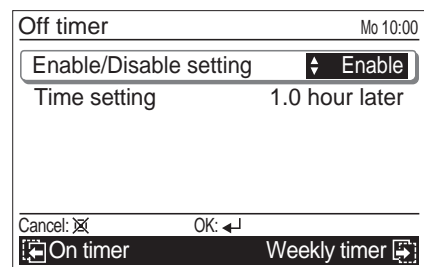 Off timer Mo 10:00
Enable/Disable setting Enable
Time setting 1.0 hour later
Cancel: OK:
On timer Weekly timer